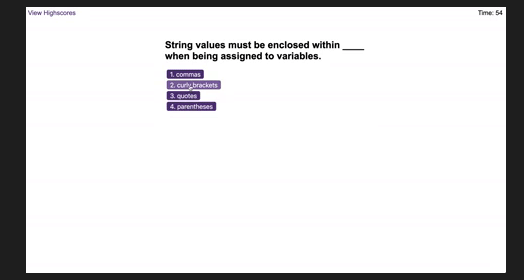 View Highscores
Time: 54
String values must be enclosed within ____
when being assigned to variables.
1. commas
2. curly brackets
3. quotes
4. parentheses